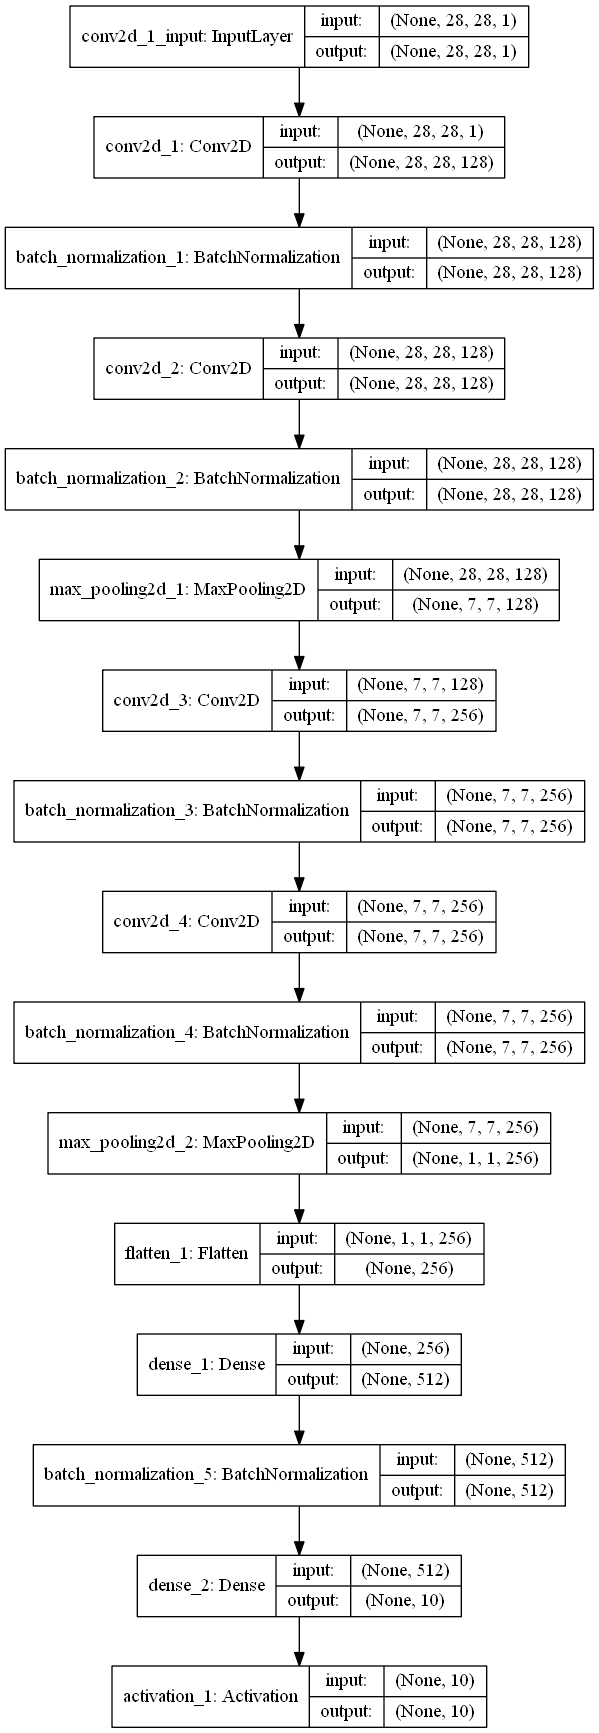 conv2d_1_input: InputLayer
input: (None, 28, 28, 1)
output: (None, 28, 28, 1)
conv2d_1: Conv2D
input: (None, 28, 28, 1)
output: (None, 28, 28, 128)
batch_normalization_1: BatchNormalization
input: (None, 28, 28, 128)
output: (None, 28, 28, 128)
conv2d_2: Conv2D
input: (None, 28, 28, 128)
output: (None, 28, 28, 128)
batch_normalization_2: BatchNormalization
input: (None, 28, 28, 128)
output: (None, 28, 28, 128)
max_pooling2d_1: MaxPooling2D
input: (None, 28, 28, 128)
output: (None, 7, 7, 128)
conv2d_3: Conv2D
input: (None, 7, 7, 128)
output: (None, 7, 7, 256)
batch_normalization_3: BatchNormalization
input: (None, 7, 7, 256)
output: (None, 7, 7, 256)
conv2d_4: Conv2D
input: (None, 7, 7, 256)
output: (None, 7, 7, 256)
batch_normalization_4: BatchNormalization
input: (None, 7, 7, 256)
output: (None, 7, 7, 256)
max_pooling2d_2: MaxPooling2D
input: (None, 7, 7, 256)
output: (None, 1, 1, 256)
flatten_1: Flatten
input: (None, 1, 1, 256)
output: (None, 256)
dense_1: Dense
input: (None, 256)
output: (None, 512)
batch_normalization_5: BatchNormalization
input: (None, 512)
output: (None, 512)
dense_2: Dense
input: (None, 512)
output: (None, 10)
activation_1: Activation
input: (None, 10)
output: (None, 10)